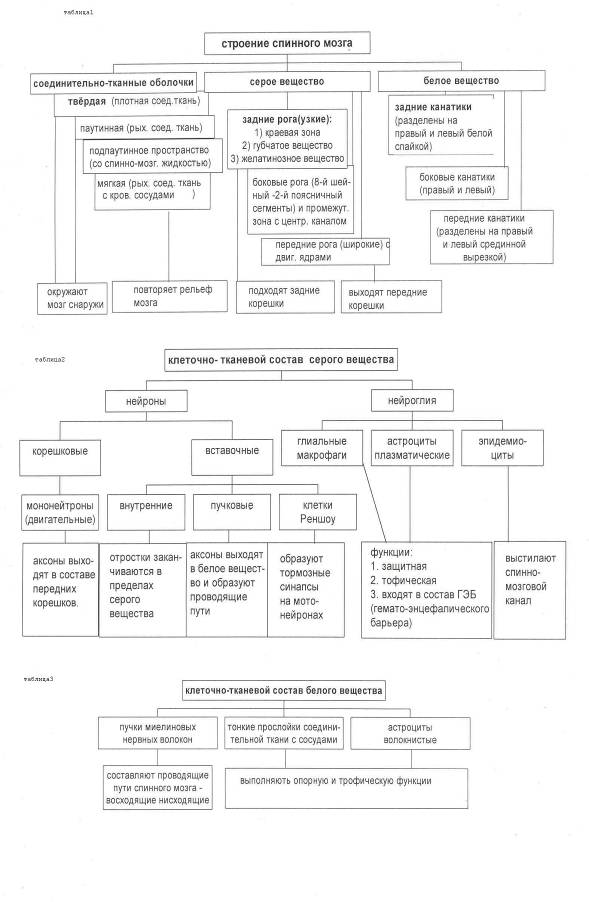 таблица1
строение спинного мозга
соединительно-тканные оболочки
серое вещество
белое вещество
твёрдая (плотная соед.ткань)
паутинная (рых. соед. ткань)
подпаутинное пространство
(со спинно-мозг. жидкостью)
мягкая (рых. соед. ткань
с кров. сосудами )
окружают
мозг снаружи
повторяет рельеф
мозга
задние рога(узкие):
1) краевая зона
2) губчатое вещество
3) желатинозное вещество
боковые рога (8-й шей-
ный -2-й поясничий
сегменты) и промежут.
зона с центр. каналом
передние рога (широкие) с
двиг. ядрами
подходят задние
корешки
выходят передние
корешки
задние канатики
(разделены на
правый и левый белой
спайкой)
боковые канатики
(правый и левый)
передние канатики
(разделены на правый
и левый срединной
вырезкой)
таблица2
клеточно- тканевой состав серого вещества
нейроны
нейроглия
корешковые
вставочные
глиальные
макрофаги
астроциты
плазматические
эпидемио-
циты
мононейтроны
(двигательные)
внутренние
пучковые
клетки
Реншоу
аксоны выхо-
дят в составе
передних
корешков.
отростки закан-
чиваются в
пределах
серого
вещества
аксоны выходят
в белое вещест-
во и образуют
проводящие
пути
образуют
тормозные
синапсы
на мото-
нейронах
функции:
1. защитная
2. тофическая
3. входят в состав ГЭБ
(гемато-энцефалического
барьера)
выстилают
спинно-
мозговой
канал
таблица3
клеточно-тканевой состав белого вещества
пучки миелиновых
нервных волокон
тонкие прослойки соедини-
тельной ткани с сосудами
астроциты
волокнистые
составляют проводящие
пути спинного мозга -
восходящие нисходящие
выполняють опорную и трофическую функции